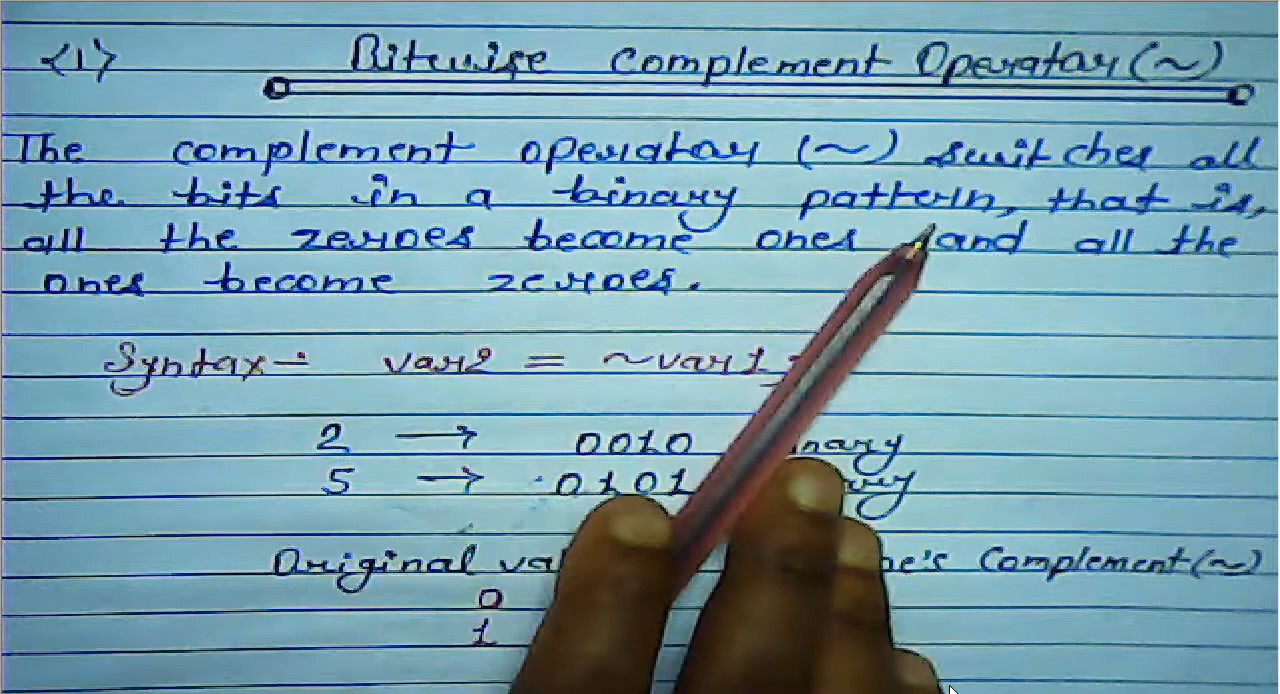 <1> Bitwise Complement Operator (~)
The complement operator (~) switches all
the bits in a binary pattern, that is,
all the zeroes become ones and all the
ones become zeroes.
Syntax:- var2 = ~var1;
2 → 0010
5 → 0101
Original Complement (~)
0
1